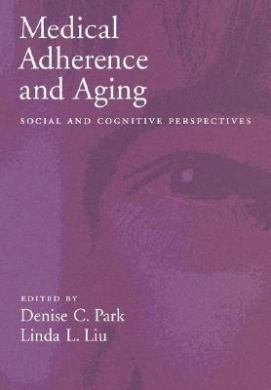 Medical
Adherence
and Aging
SOCIAL AND COGNITIVE PERSPECTIVES
EDITED BY
Denise C. Park
Linda L. Liu